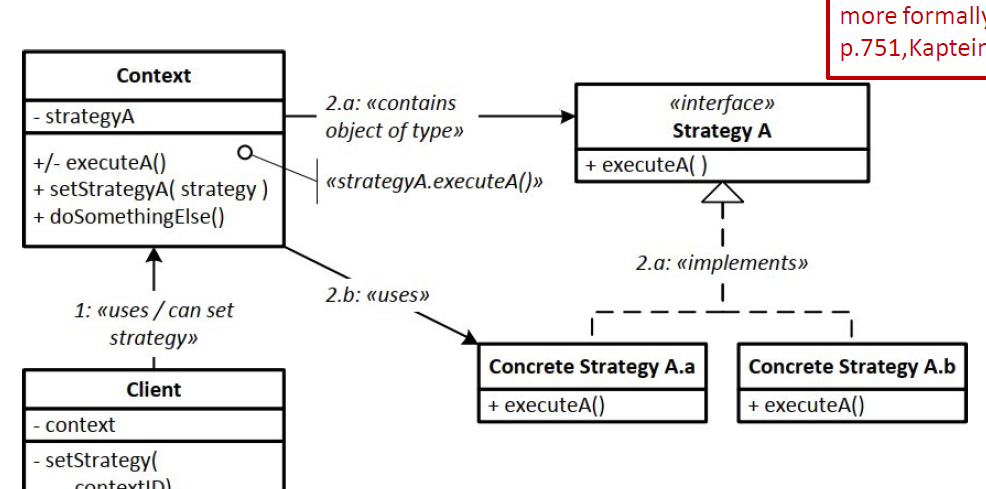 more formally
p.751,Kaptein
Context
- strategyA
+/- executeA()
+ setStrategyA( strategy )
+ doSomethingElse()
2.a: «contains
object of type»
«strategyA.executeA()»
«interface»
Strategy A
+ executeA( )
2.a: «implements»
2.b: «uses»
1: «uses / can set
strategy»
Concrete Strategy A.a
+ executeA()
Concrete Strategy A.b
+ executeA()
Client
- context
- setStrategy(
contextID)